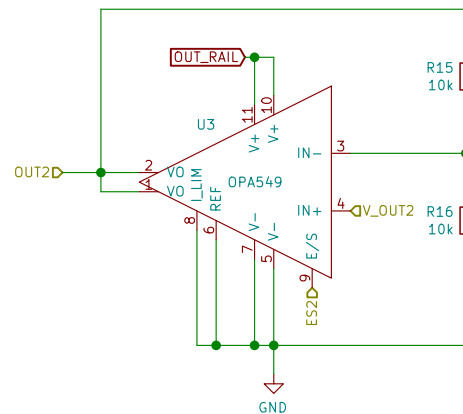 OUT_RAIL
R15
10k
U3
11
10
V+
V+
IN-
3
OUT2
2
VO
1
VO
I_LIM
REF
OPA549
IN+
4
V_OUT2
R16
10k
8
6
V-
V-
7
5
E/S
9
ES2
GND